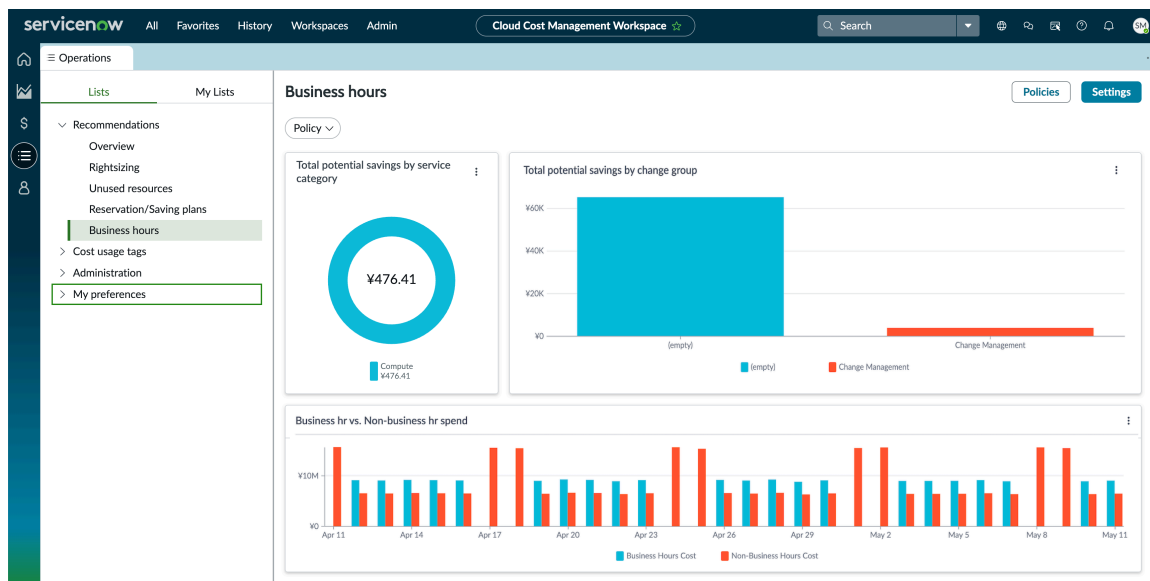 servicenow All Favorites History Workspaces Admin Cloud Cost Management Workspace Search SM
Operations
Lists My Lists
Recommendations
Overview
Rightsizing
Unused resources
Reservation/Saving plans
Business hours
Cost usage tags
Administration
My preferences
Business hours
Policies Settings
Policy
Total potential savings by service
category
¥476.41
Compute
¥476.41
Total potential savings by change group
¥60K
¥40K
¥20K
¥0
(empty) Change Management
(empty) Change Management
Business hr vs. Non-business hr spend
¥10M
¥0
Apr 11 Apr 14 Apr 17 Apr 20 Apr 23 Apr 26 Apr 29 May 2 May 5 May 8 May 11
Business Hours Cost Non-Business Hours Cost